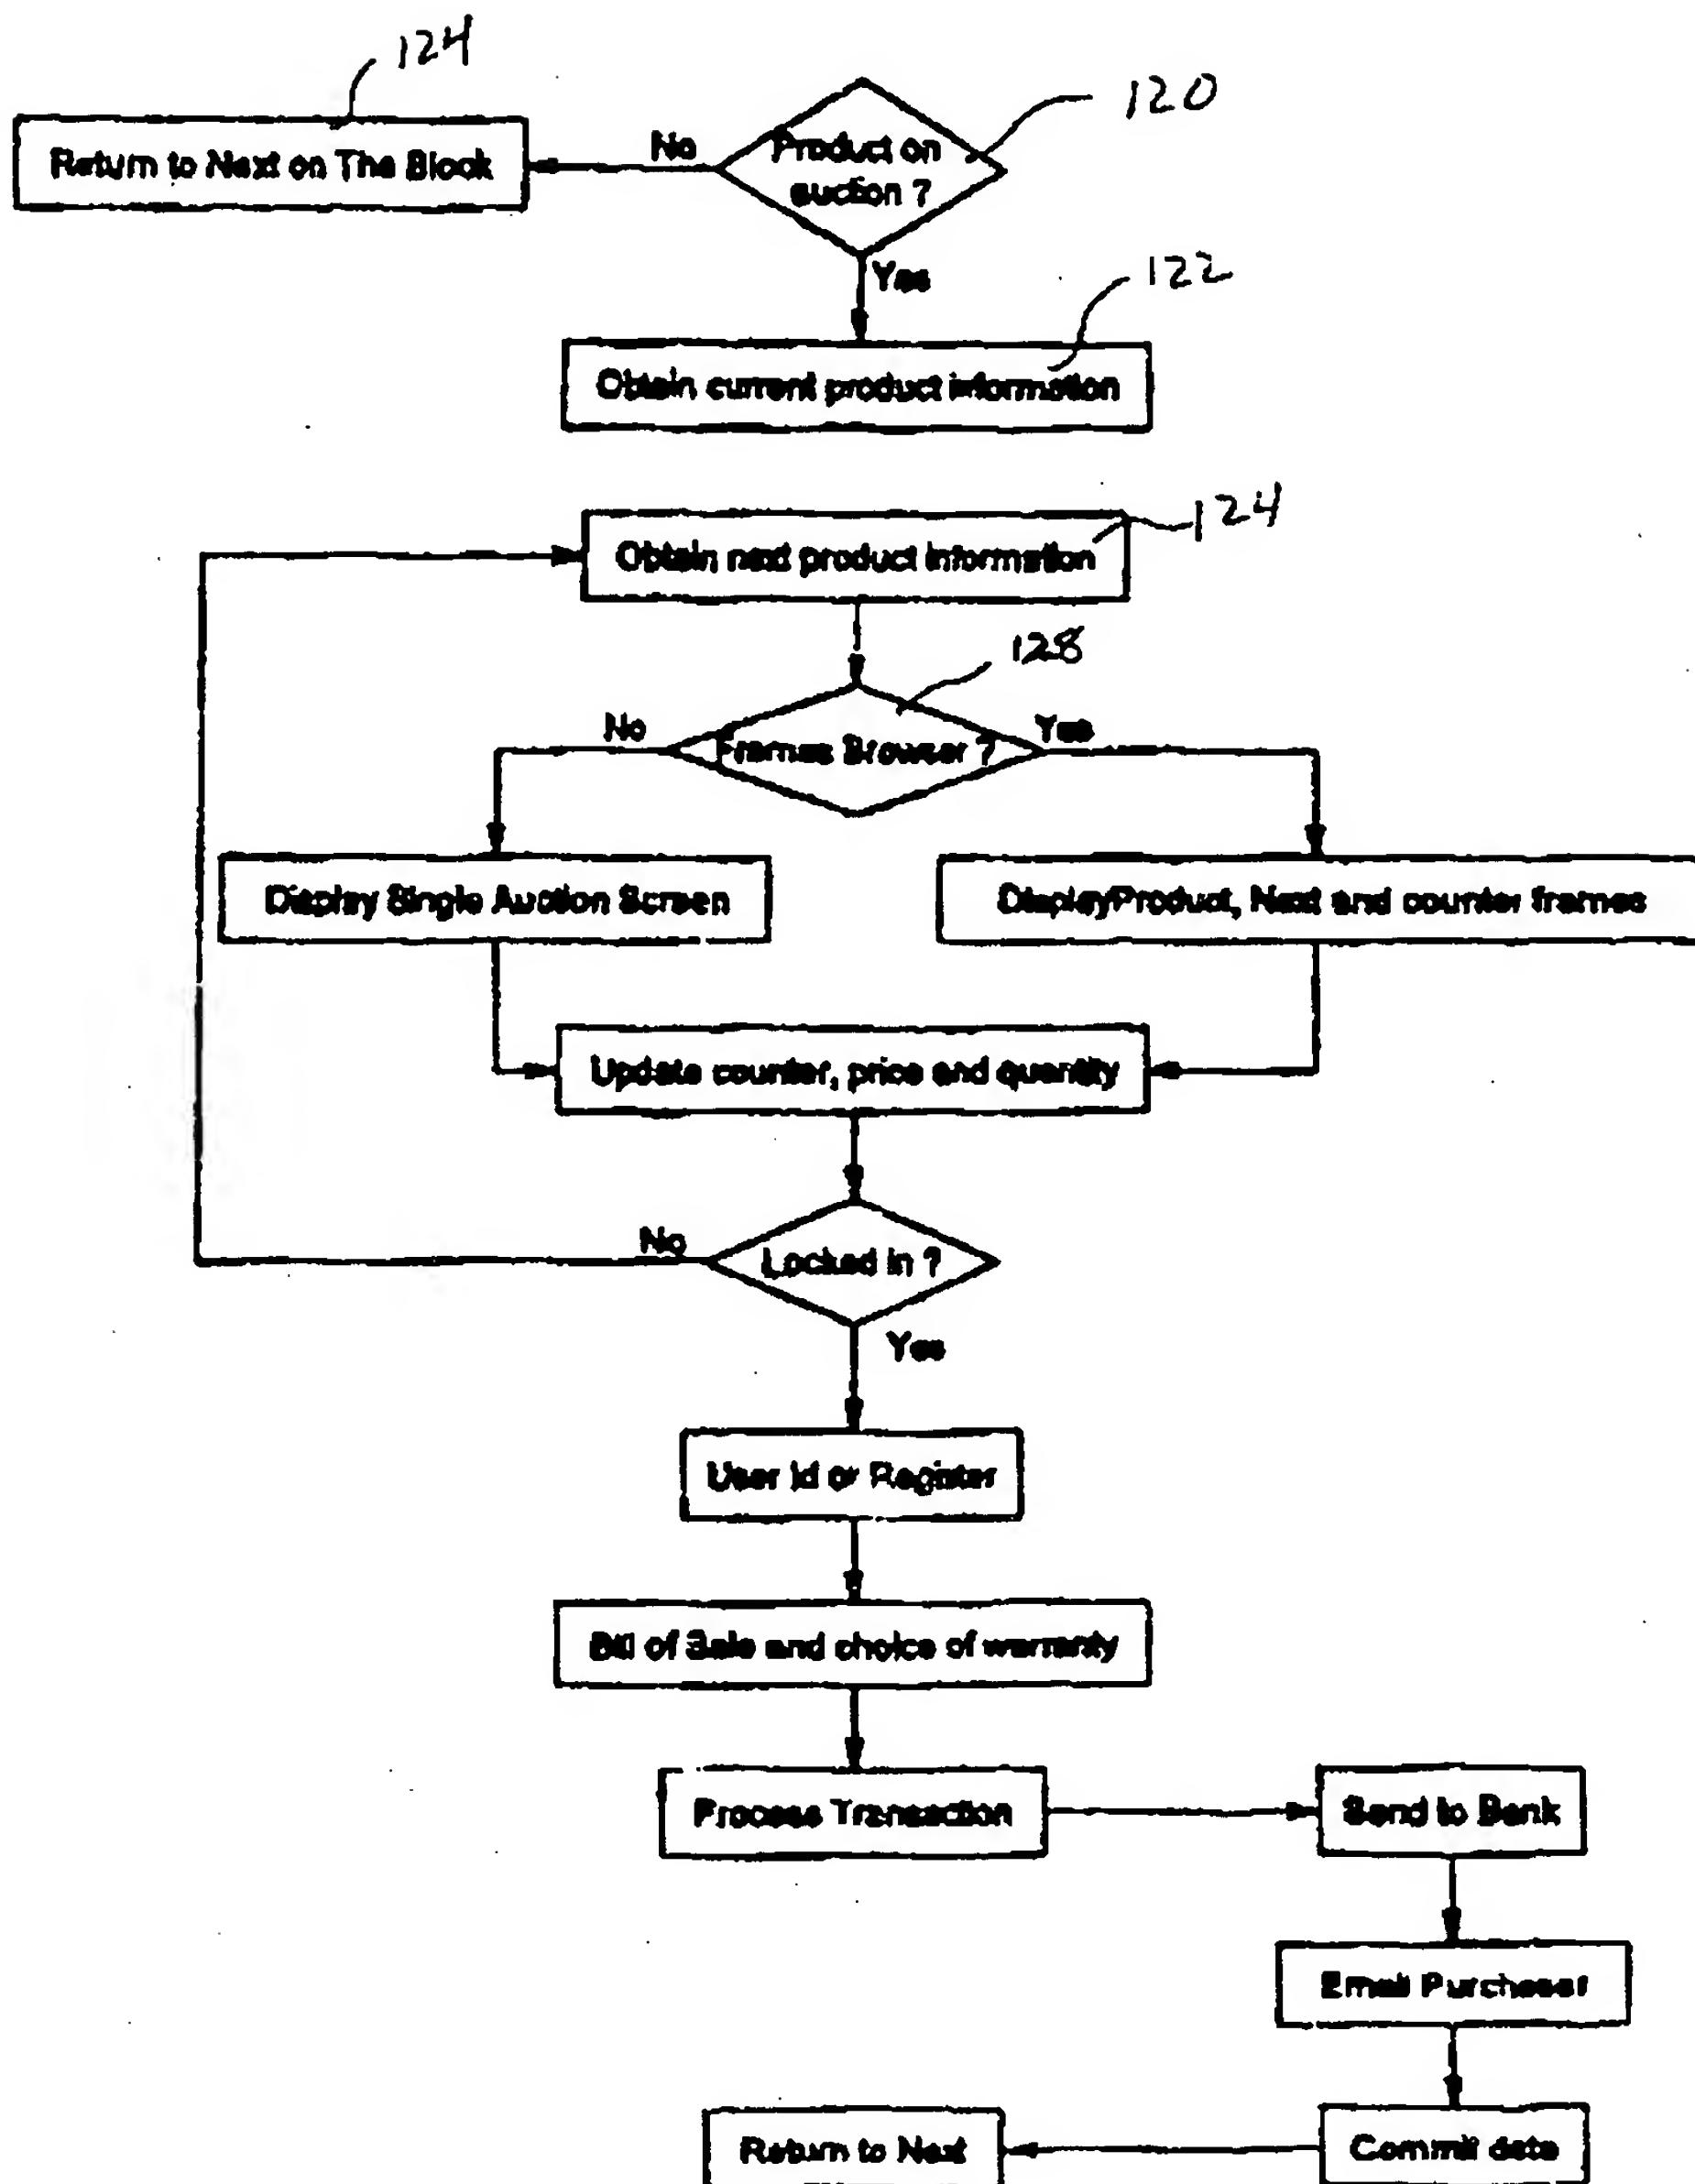 124
120
Return to Next on The Block
No
Product on
auction ?
Yes
122
Obtain current product information
124
Obtain next product information
128
No
Frames Browser ?
Yes
Display Single Auction Screen
DisplayProduct, Next and counter frames
Update counter, price and quantity
No
Locked in ?
Yes
User id or Register
Bill of Sale and choice of warranty
Process Transaction
Send to Bank
Email Purchaser
Return to Next
Commit data